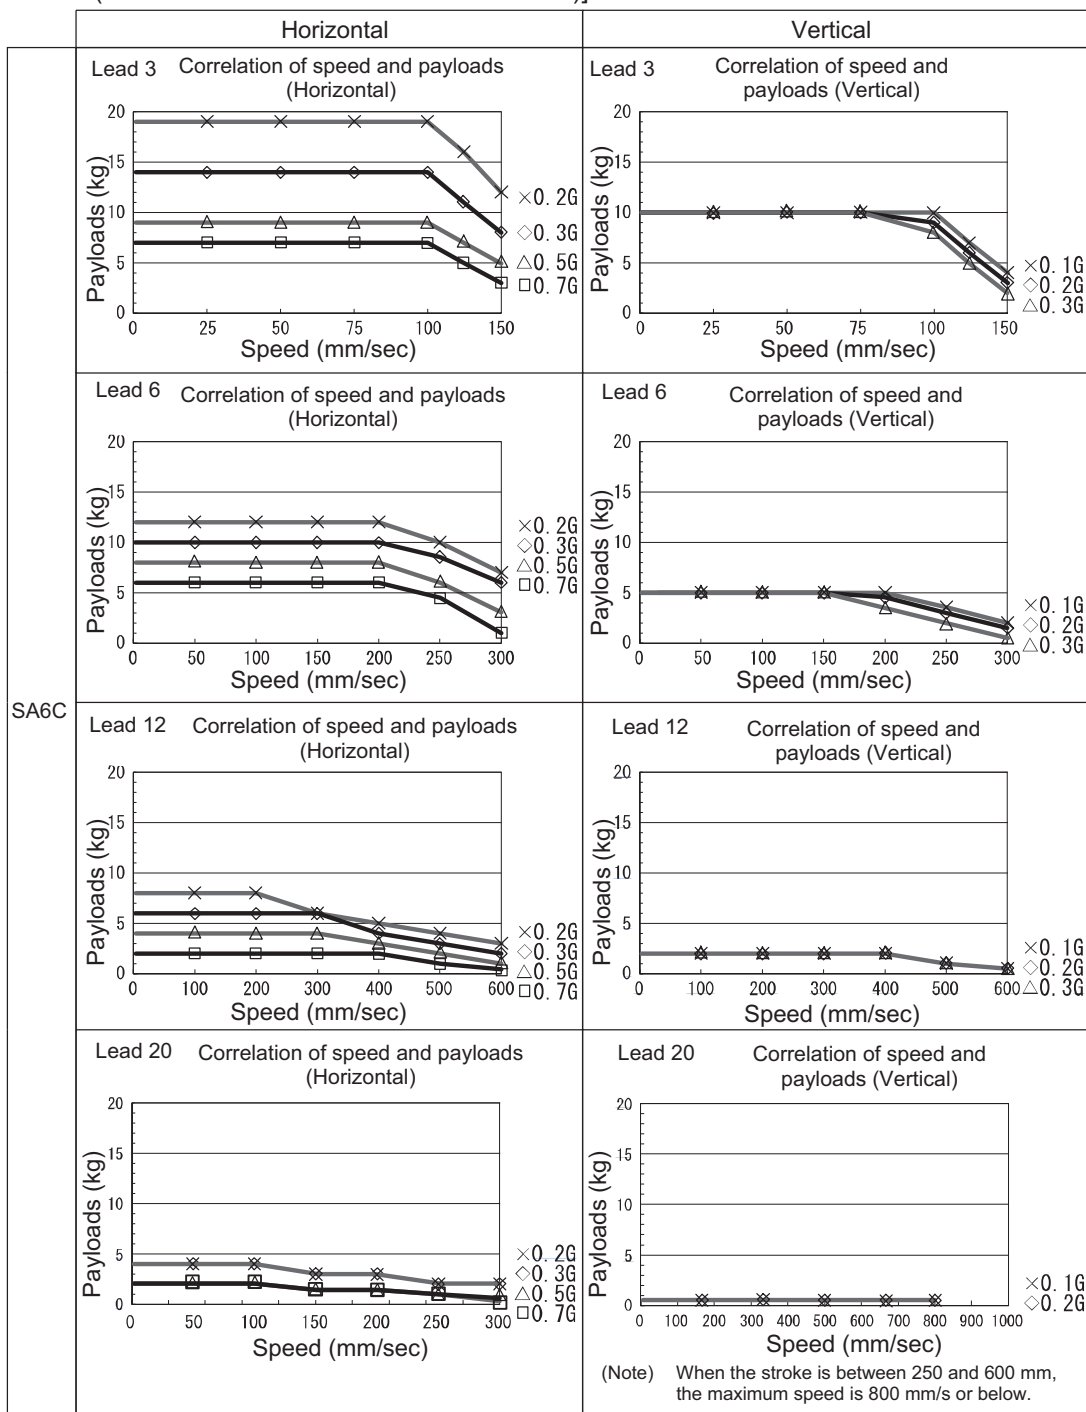 Horizontal
Vertical
SA6C
Lead 3
Correlation of speed and payloads
(Horizontal)
Payloads (kg)
20
15
10
5
0
0 25 50 75 100 150
Speed (mm/sec)
×0.2G
◇0.3G
△0.5G
□0.7G
Lead 3
Correlation of speed and
payloads (Vertical)
Payloads (kg)
20
15
10
5
0
0 25 50 75 100 150
Speed (mm/sec)
×0.1G
◇0.2G
△0.3G
Lead 6
Correlation of speed and payloads
(Horizontal)
Payloads (kg)
20
15
10
5
0
0 50 100 150 200 250 300
Speed (mm/sec)
×0.2G
◇0.3G
△0.5G
□0.7G
Lead 6
Correlation of speed and
payloads (Vertical)
Payloads (kg)
20
15
10
5
0
0 50 100 150 200 250 300
Speed (mm/sec)
×0.1G
◇0.2G
△0.3G
Lead 12
Correlation of speed and payloads
(Horizontal)
Payloads (kg)
20
15
10
5
0
0 100 200 300 400 500 600
Speed (mm/sec)
×0.2G
◇0.3G
△0.5G
□0.7G
Lead 12
Correlation of speed and
payloads (Vertical)
Payloads (kg)
20
15
10
5
0
0 100 200 300 400 500 600
Speed (mm/sec)
×0.1G
◇0.2G
△0.3G
Lead 20
Correlation of speed and payloads
(Horizontal)
Payloads (kg)
20
15
10
5
0
0 50 100 150 200 250 300
Speed (mm/sec)
×0.2G
◇0.3G
△0.5G
□0.7G
Lead 20
Correlation of speed and
payloads (Vertical)
Payloads (kg)
20
15
10
5
0
0 100 200 300 400 500 600 700 800 900 1000
Speed (mm/sec)
×0.1G
◇0.2G
(Note) When the stroke is between 250 and 600 mm,
the maximum speed is 800 mm/s or below.